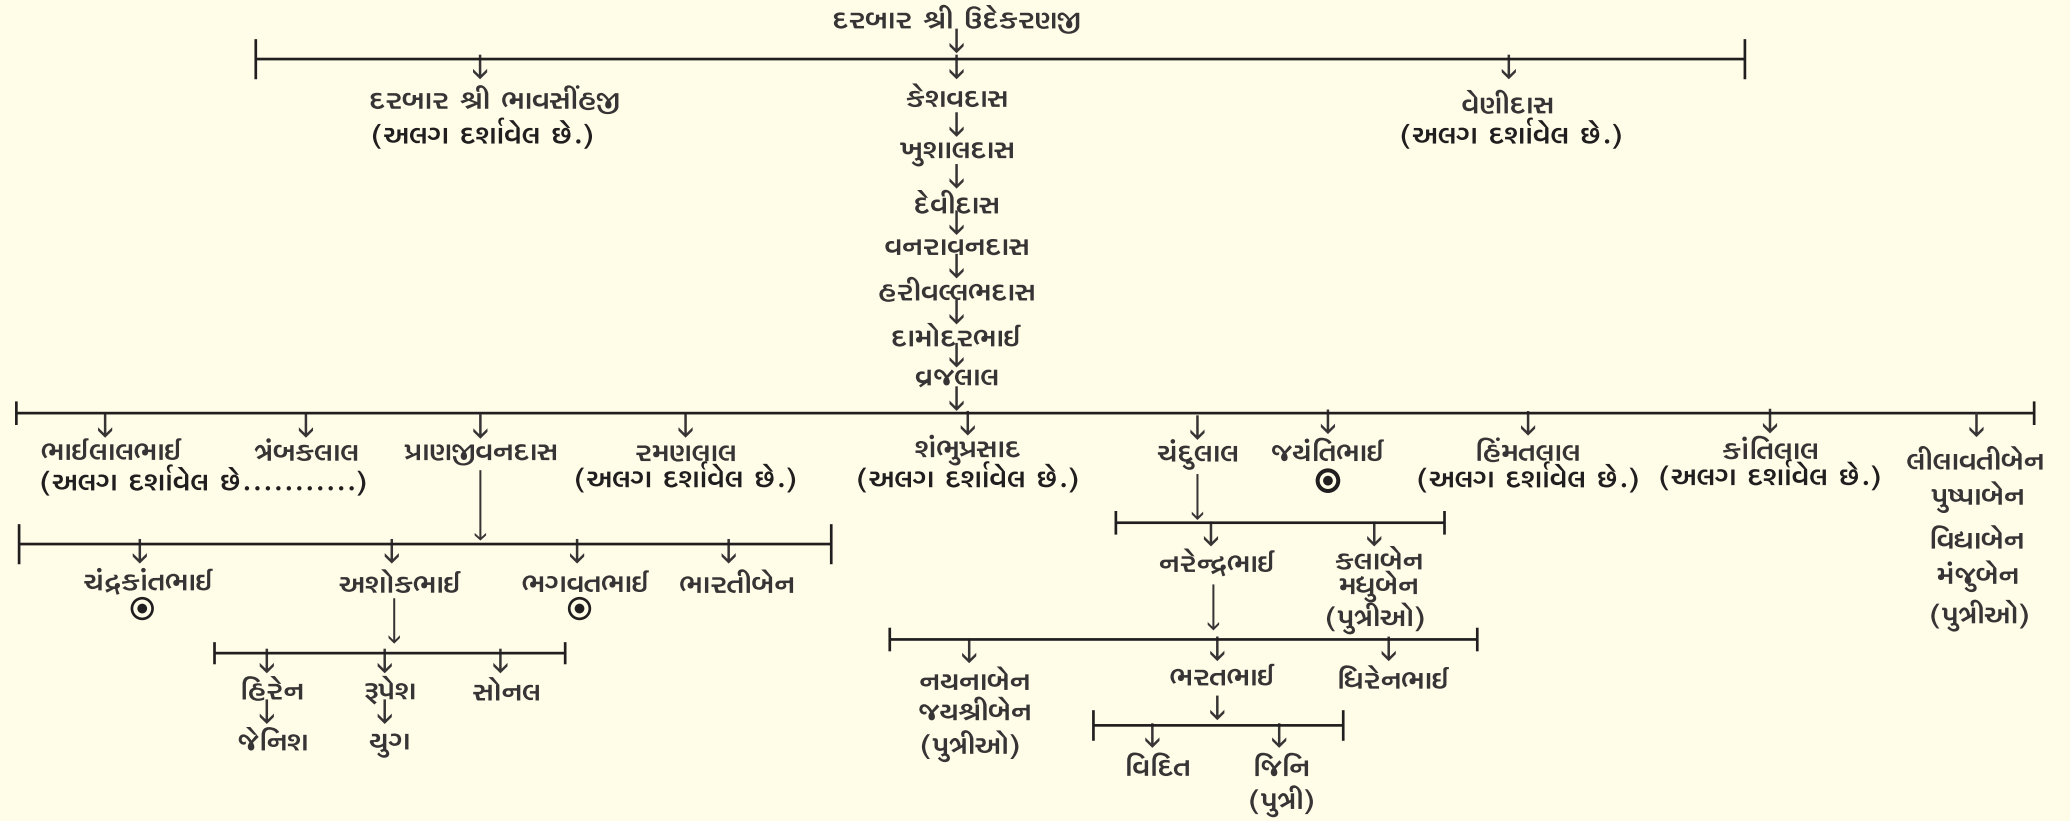 દરબાર શ્રી ઉદેકરણજી
દરબાર શ્રી ભાવસીંહજી
(અલગ દર્શાવેલ છે.)
કેશવદાસ
વેણીદાસ
(અલગ દર્શાવેલ છે.)
ખુશાલદાસ
દેવીદાસ
વનરાવનદાસ
હરીવલ્લભદાસ
દામોદરભાઈ
વ્રજલાલ
ભાઈલાલભાઈ
(અલગ દર્શાવેલ છે...........)
ત્રંબકલાલ
પ્રાણજીવનદાસ
રમણલાલ
(અલગ દર્શાવેલ છે.)
શંભુપ્રસાદ
(અલગ દર્શાવેલ છે.)
ચંદુલાલ
જયંતિભાઈ
હિંમતલાલ
(અલગ દર્શાવેલ છે.)
કાંતિલાલ
(અલગ દર્શાવેલ છે.)
લીલાવતીબેન
પુષ્પાબેન
વિદ્યાબેન
મંજુબેન
(પુત્રીઓ)
ચંદ્રકાંતભાઈ
અશોકભાઈ
ભગવતભાઈ
ભારતીબેન
નરેન્દ્રભાઈ
કલાબેન
મધુબેન
(પુત્રીઓ)
હિરેન
રૂપેશ
સોનલ
જેનિશ
યુગ
નયનાબેન
જયશ્રીબેન
(પુત્રીઓ)
ભરતભાઈ
ધિરેનભાઈ
વિદિત
જિનિ
(પુત્રી)